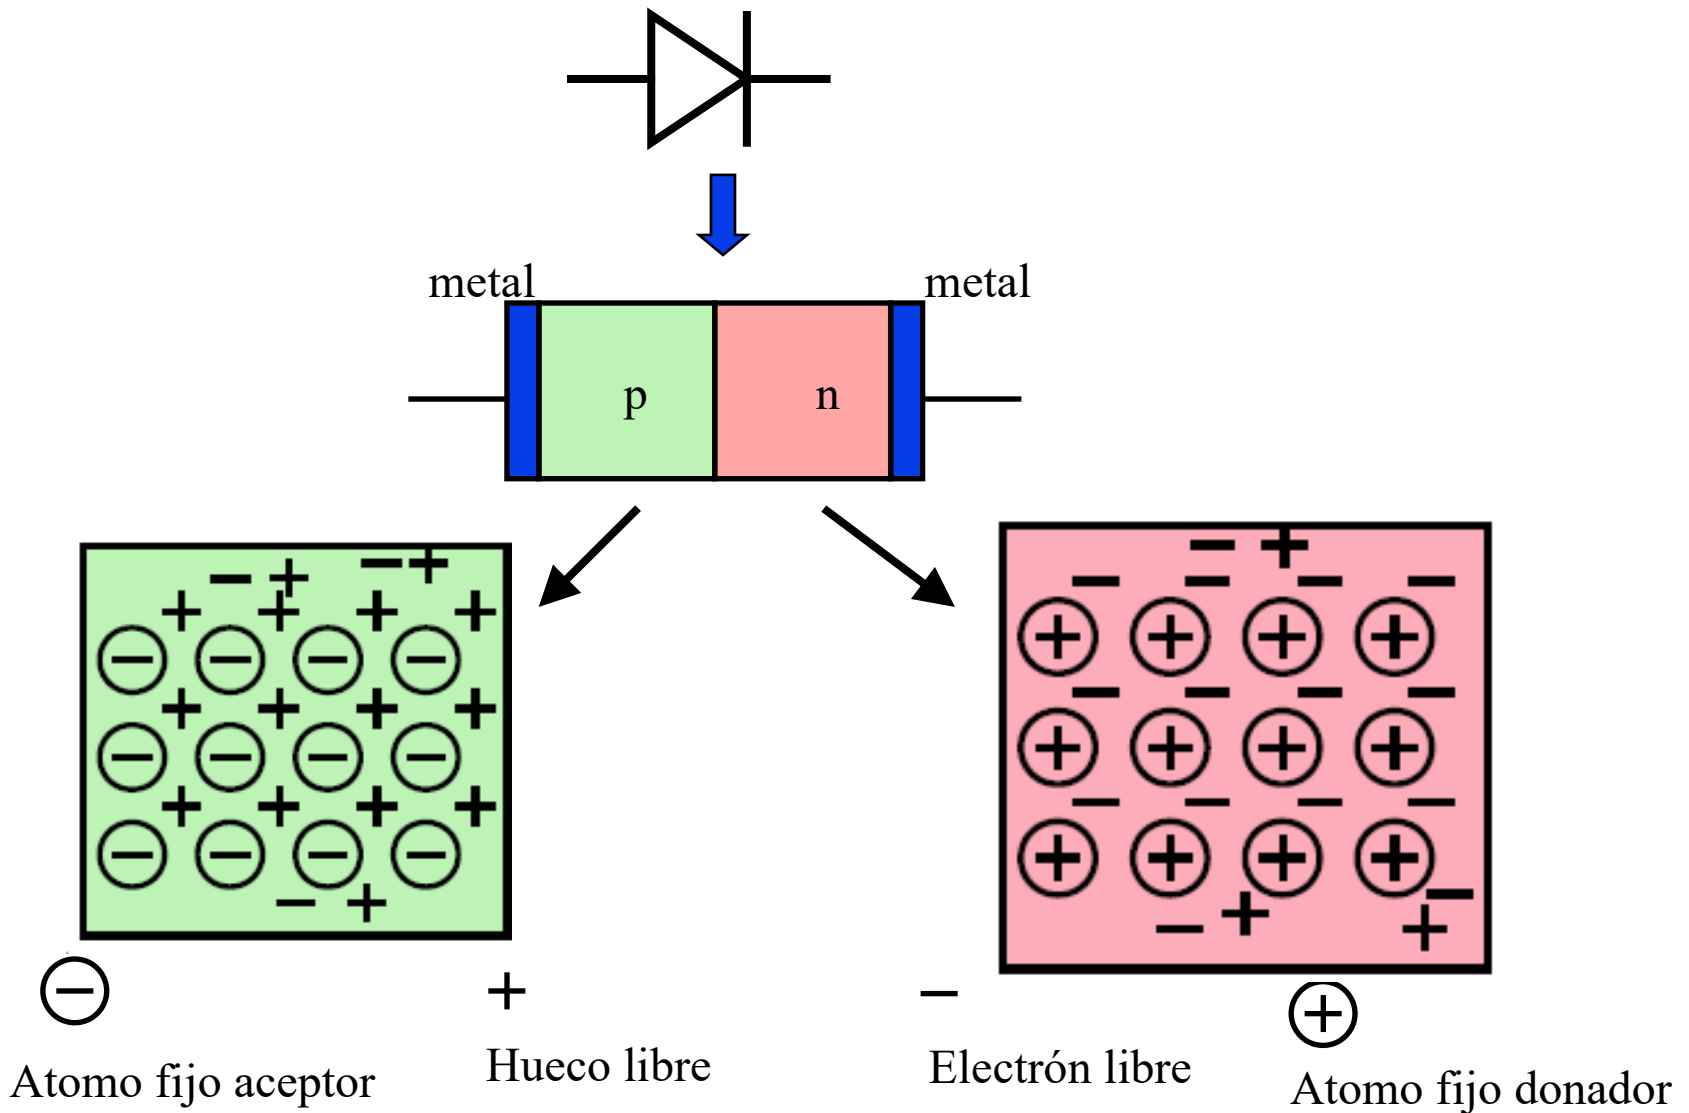 metal
metal
p
n
Hueco libre
Electrón libre
Atomo fijo aceptor
Atomo fijo donador